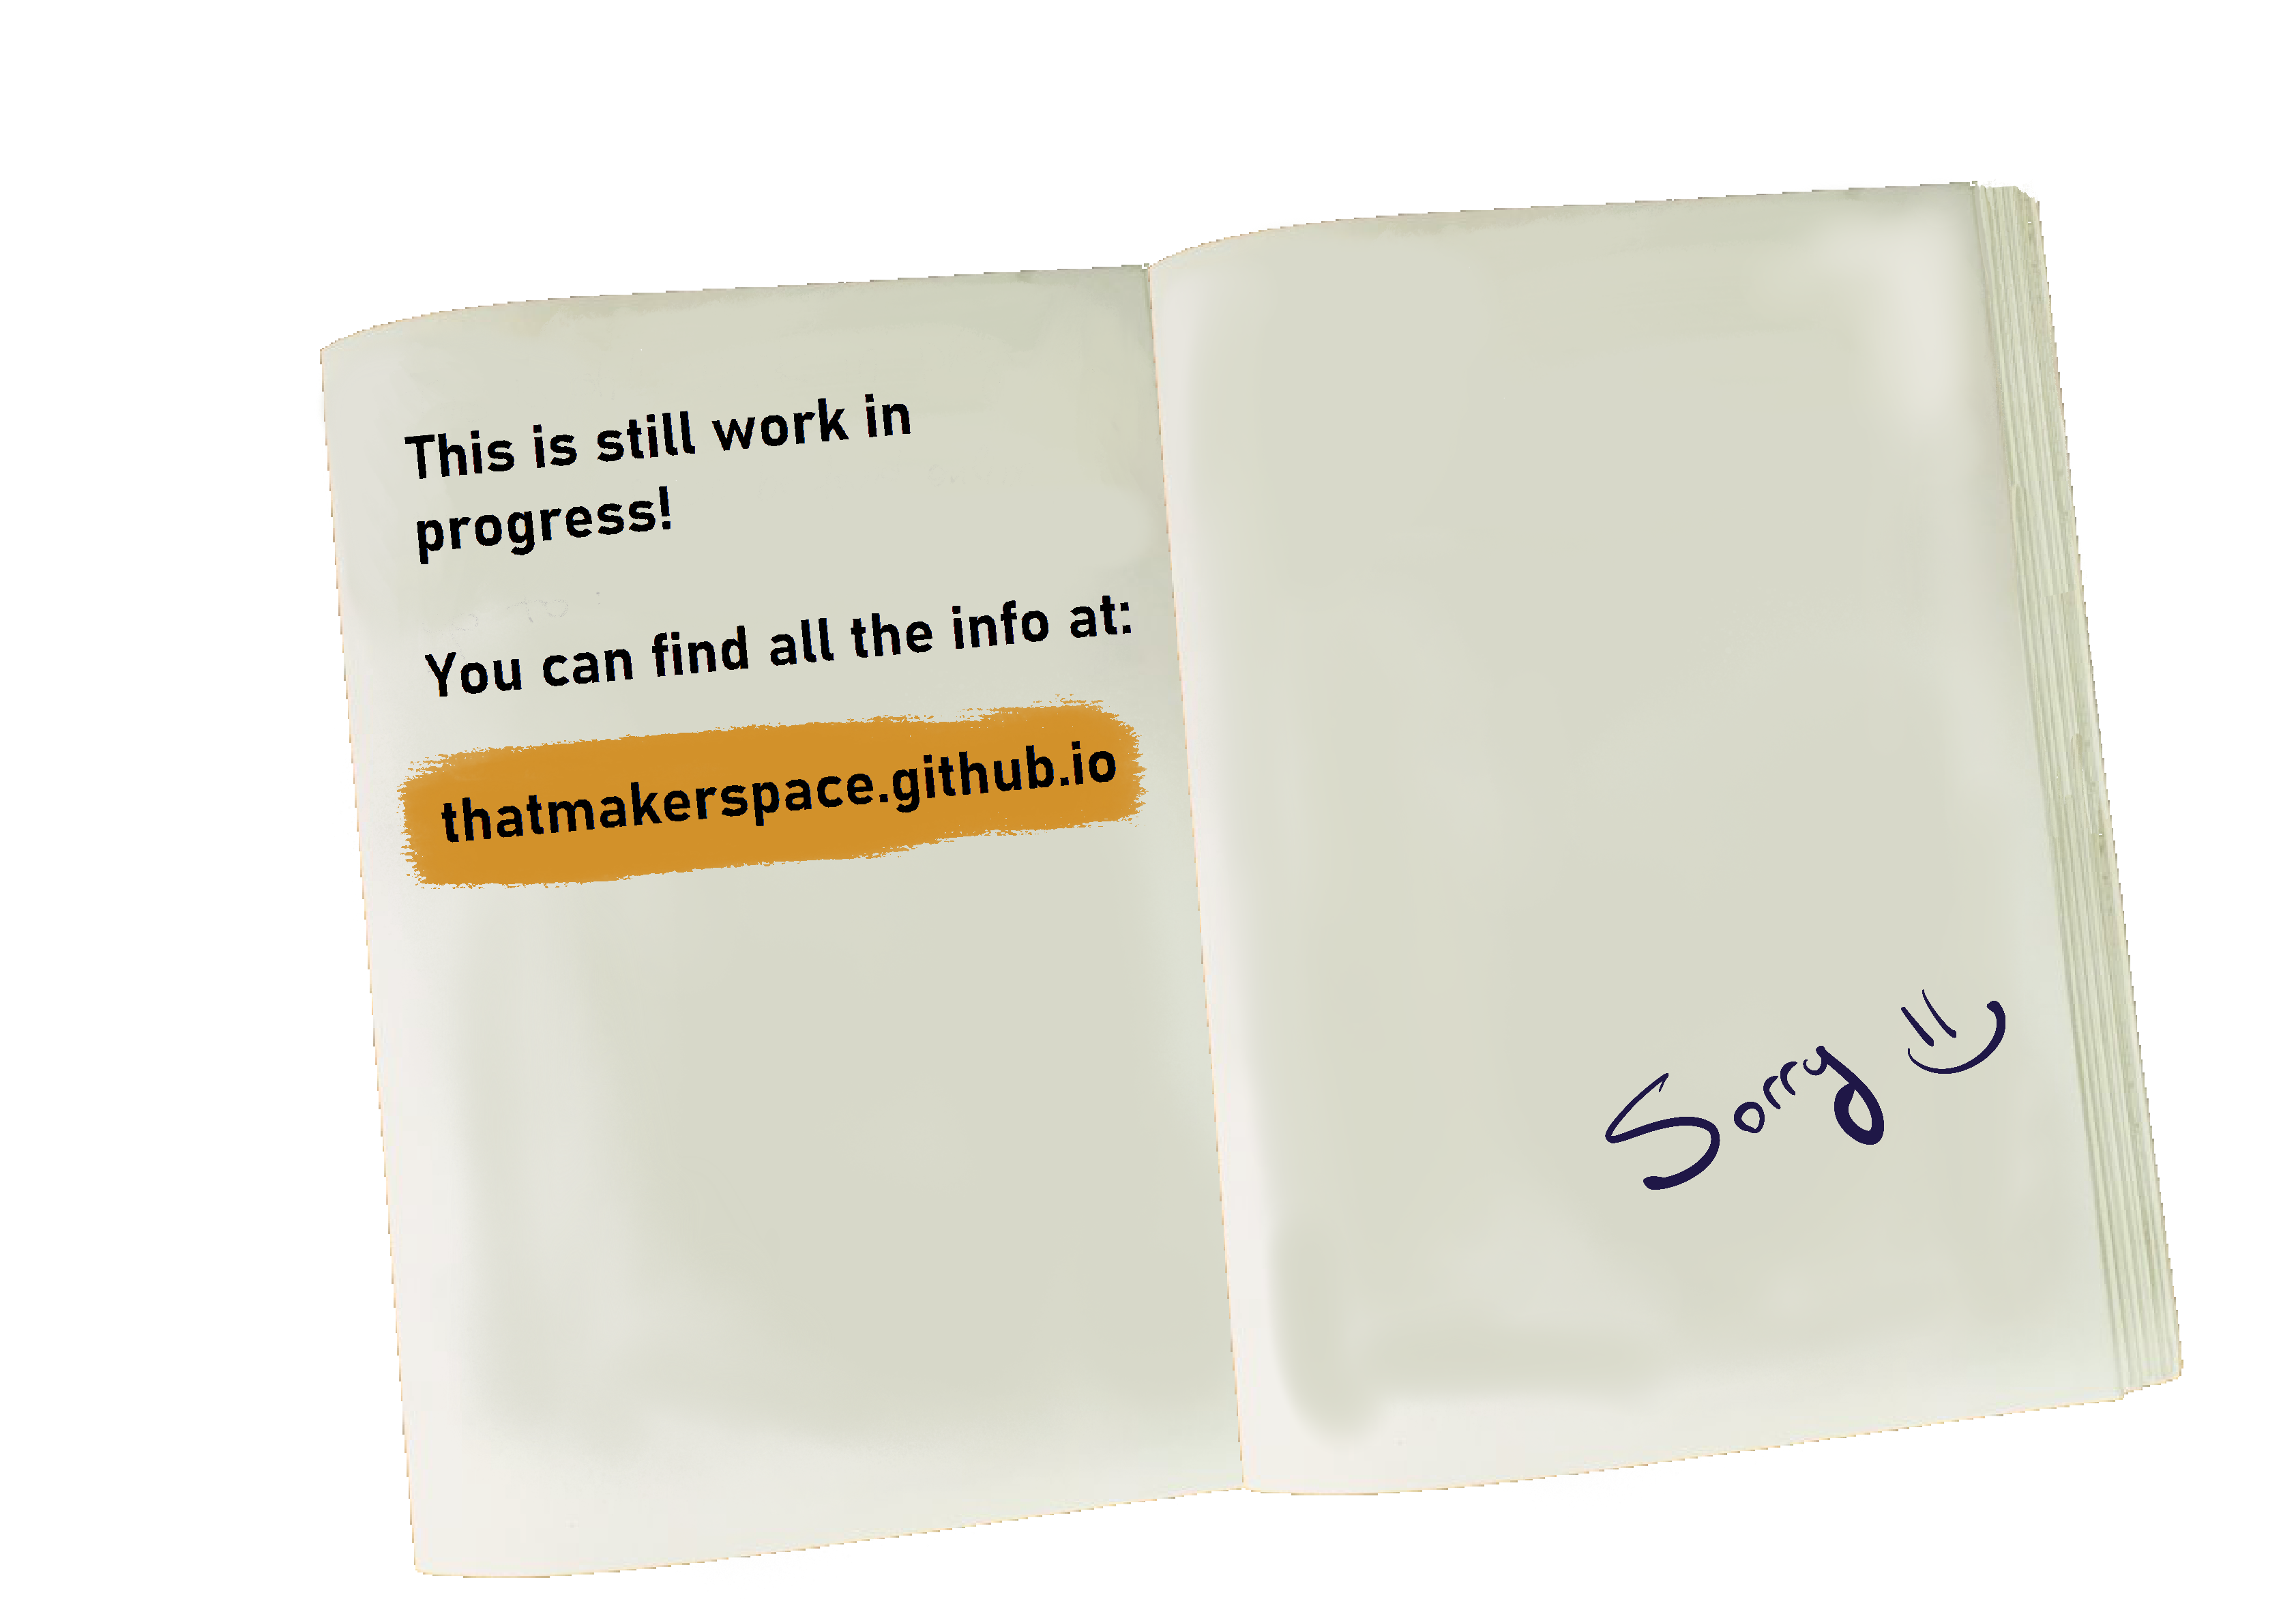 This is still work in
progress!
You can find all the info at:
thatmakerspace.github.io
Sorry =)